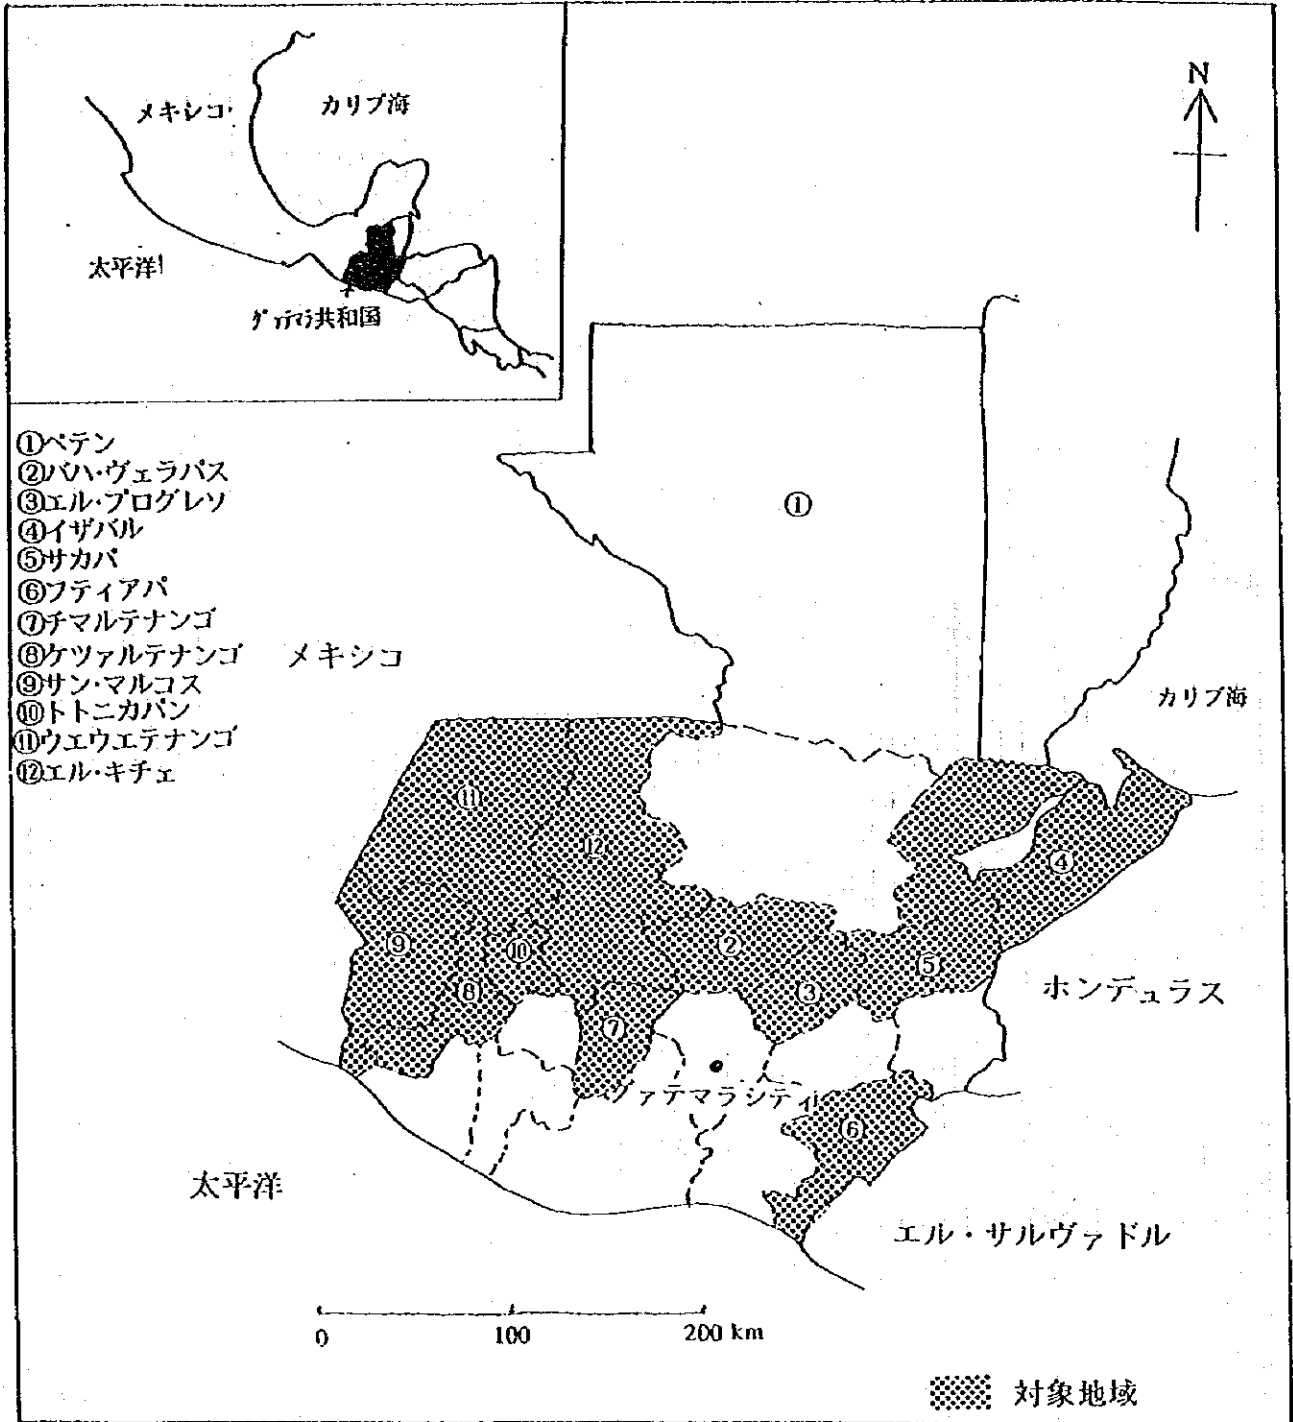 メキシコ
カリブ海
太平洋
グァテマラ共和国
N
①ペテン
②バハ・ヴェラパス
③エル・プログレソ
④イザバル
⑤サカパ
⑥フティアパ
⑦チマルテナンゴ
⑧ケツァルテナンゴ
⑨サン・マルコス
⑩トトニカパン
⑪ウエウエテナンゴ
⑫エル・キチェ
メキシコ
カリブ海
①
⑪
⑫
④
⑨
⑩
②
⑤
⑧
③
⑦
ホンデュラス
ァテマラシティ
⑥
太平洋
エル・サルヴァドル
0 100 200 km
対象地域